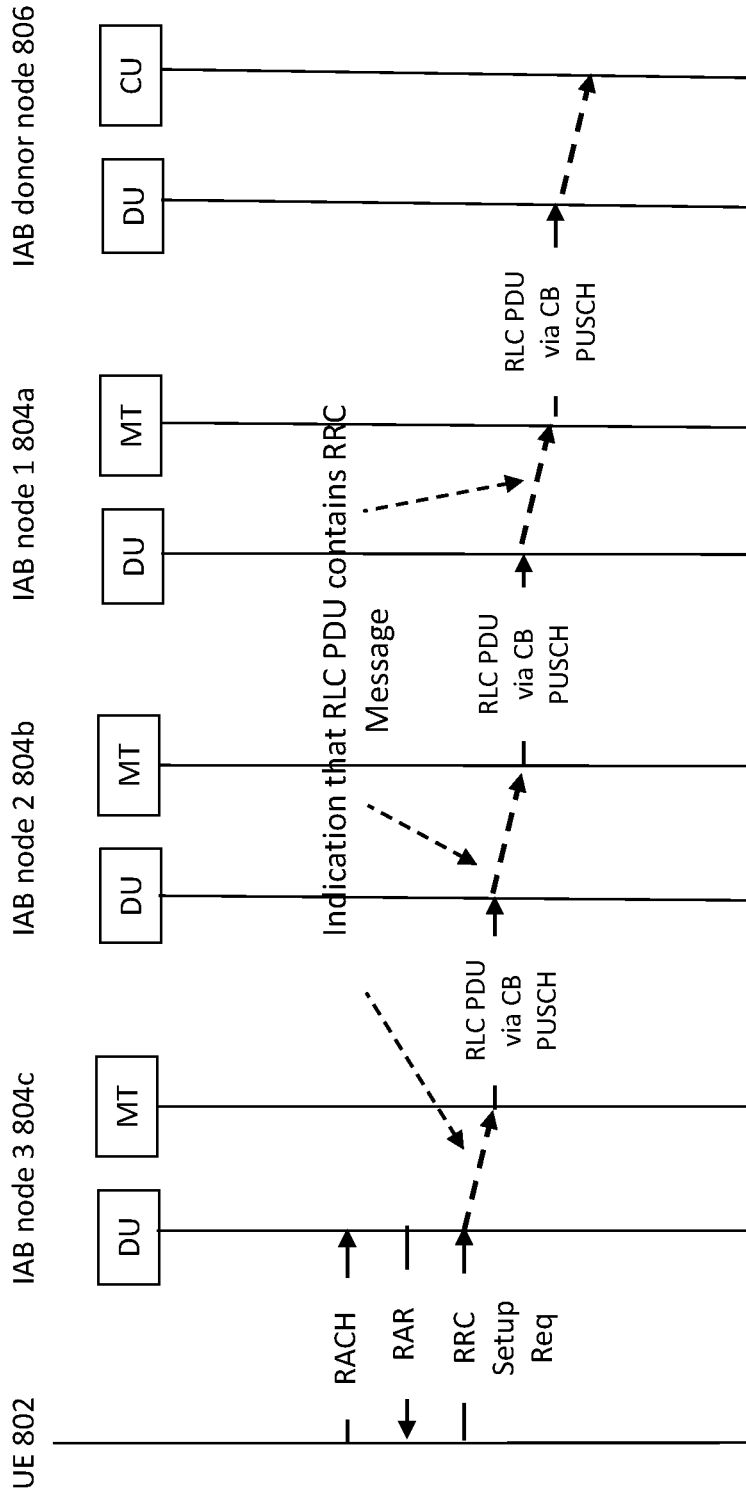 UE 802
IAB node 3 804c
IAB node 2 804b
IAB node 1 804a
IAB donor node 806
DU
MT
DU
MT
DU
MT
DU
CU
Indication that RLC PDU contains RRC
Message
RACH
RAR
RRC
Setup
Req
RLC PDU
via CB
PUSCH
RLC PDU
via CB
PUSCH
RLC PDU
via CB
PUSCH